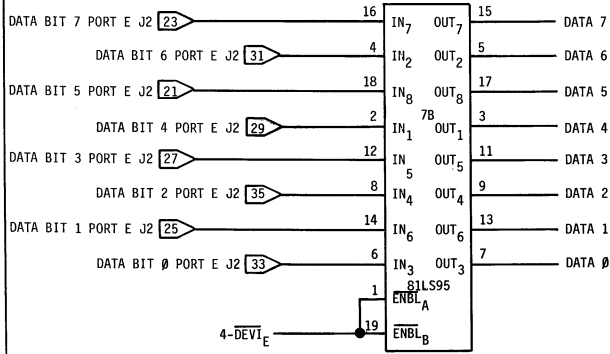 DATA BIT 7 PORT E J2 23 16 IN7 OUT7 15 DATA 7
DATA BIT 6 PORT E J2 31 4 IN2 OUT2 5 DATA 6
DATA BIT 5 PORT E J2 21 18 IN8 OUT8 17 DATA 5
7B
DATA BIT 4 PORT E J2 29 2 IN1 OUT1 3 DATA 4
DATA BIT 3 PORT E J2 27 12 IN5 OUT5 11 DATA 3
DATA BIT 2 PORT E J2 35 8 IN4 OUT4 9 DATA 2
DATA BIT 1 PORT E J2 25 14 IN6 OUT6 13 DATA 1
DATA BIT Ø PORT E J2 33 6 IN3 OUT3 7 DATA Ø
81LS95
1 ENBLA
4-DEVIE 19 ENBLB